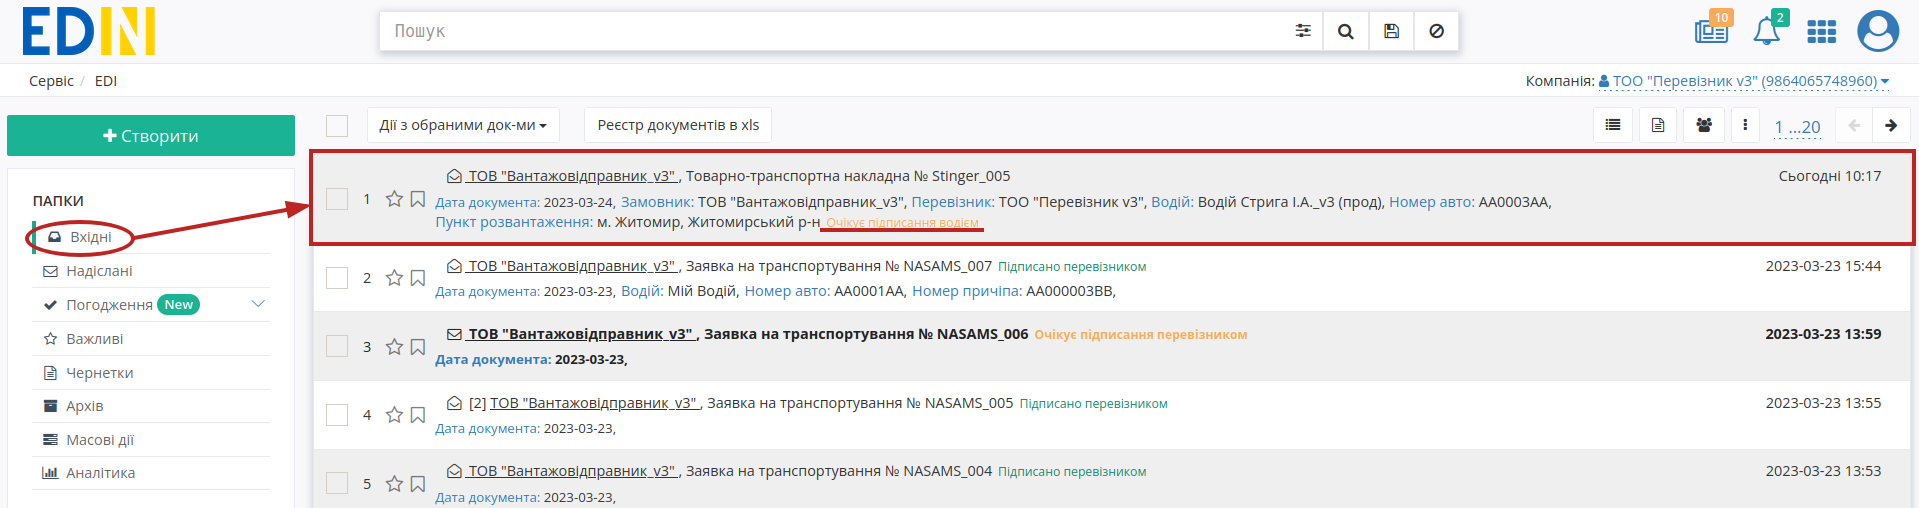 EDIN
Пошук
10
2
Сервіс / EDI
Компанія: ТОО "Перевізник v3" (9864065748960)
Створити
Дії з обраними док-ми
Реєстр документів в xls
1 ...20
ПАПКИ
Вхідні
Надіслані
Погодження New
Важливі
Чернетки
Архів
Масові дії
Аналітика
1
ТОВ "Вантажовідправник_v3" , Товарно-транспортна накладна № Stinger_005
Сьогодні 10:17
Дата документа: 2023-03-24, Замовник: ТОВ "Вантажовідправник_v3", Перевізник: ТОО "Перевізник v3", Водій: Водій Стрига І.А._v3 (прод), Номер авто: АА0003АА,
Пункт розвантаження: м. Житомир, Житомирський р-н Очікує підписання водієм
2
ТОВ "Вантажовідправник_v3" , Заявка на транспортування № NASAMS_007 Підписано перевізником
2023-03-23 15:44
Дата документа: 2023-03-23, Водій: Мій Водій, Номер авто: АА0001АА, Номер причіпа: АА000003ВВ,
3
ТОВ "Вантажовідправник_v3" , Заявка на транспортування № NASAMS_006 Очікує підписання перевізником
2023-03-23 13:59
Дата документа: 2023-03-23,
4
[2] ТОВ "Вантажовідправник_v3" , Заявка на транспортування № NASAMS_005 Підписано перевізником
2023-03-23 13:55
Дата документа: 2023-03-23,
5
ТОВ "Вантажовідправник_v3" , Заявка на транспортування № NASAMS_004 Підписано перевізником
2023-03-23 13:53
Дата документа: 2023-03-23,